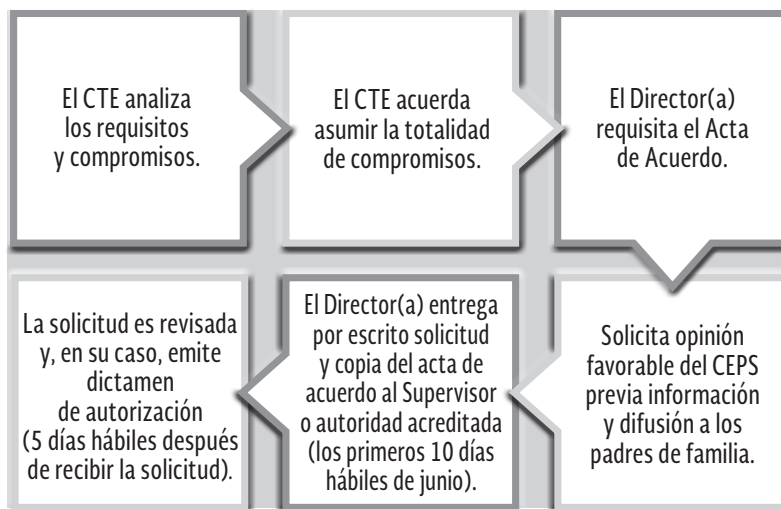 El CTE analiza
los requisitos
y compromisos.
El CTE acuerda
asumir la totalidad
de compromisos.
El Director(a)
requisita el Acta
de Acuerdo.
Solicita opinión
favorable del CEPS
previa información
y difusión a los
padres de familia.
El Director(a) entrega
por escrito solicitud
y copia del acta de
acuerdo al Supervisor
o autoridad acreditada
(los primeros 10 días
hábiles de junio).
La solicitud es revisada
y, en su caso, emite
dictamen
de autorización
(5 días hábiles después
de recibir la solicitud).